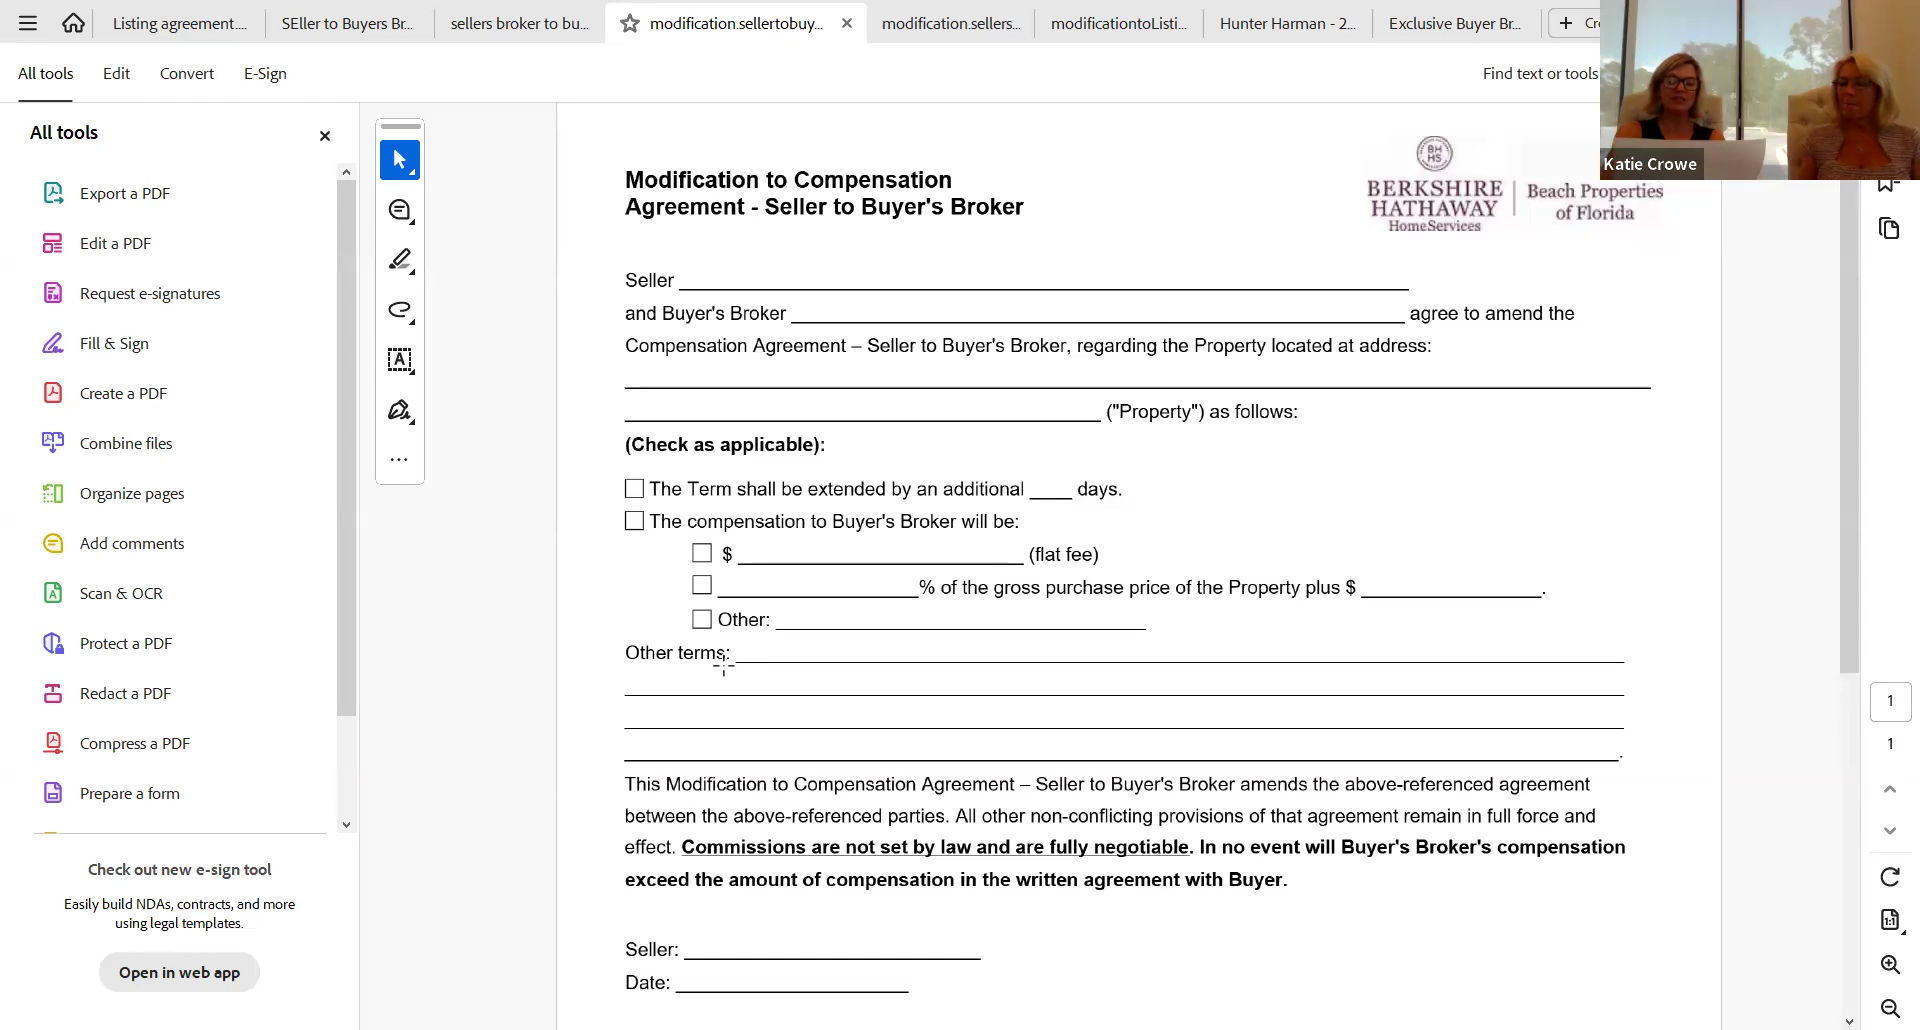 Listing agreement....
SEller to Buyers Br...
sellers broker to bu...
modification.sellertobuy...
modification.sellers...
modificationtoListi...
Hunter Harman - 2...
Exclusive Buyer Br...
All tools
Edit
Convert
E-Sign
Find text or tools
Katie Crowe
All tools
Export a PDF
Edit a PDF
Request e-signatures
Fill & Sign
Create a PDF
Combine files
Organize pages
Add comments
Scan & OCR
Protect a PDF
Redact a PDF
Compress a PDF
Prepare a form
Check out new e-sign tool
Easily build NDAs, contracts, and more
using legal templates.
Open in web app
Modification to Compensation
Agreement - Seller to Buyer's Broker
BH
HS
BERKSHIRE
HATHAWAY
HomeServices
Beach Properties
of Florida
Seller
and Buyer's Broker agree to amend the
Compensation Agreement – Seller to Buyer's Broker, regarding the Property located at address:
("Property") as follows:
(Check as applicable):
The Term shall be extended by an additional ____ days.
The compensation to Buyer's Broker will be:
$ (flat fee)
% of the gross purchase price of the Property plus $ .
Other:
Other terms:
.
This Modification to Compensation Agreement – Seller to Buyer's Broker amends the above-referenced agreement
between the above-referenced parties. All other non-conflicting provisions of that agreement remain in full force and
effect. Commissions are not set by law and are fully negotiable. In no event will Buyer's Broker's compensation
exceed the amount of compensation in the written agreement with Buyer.
Seller:
Date:
1
1
1:1